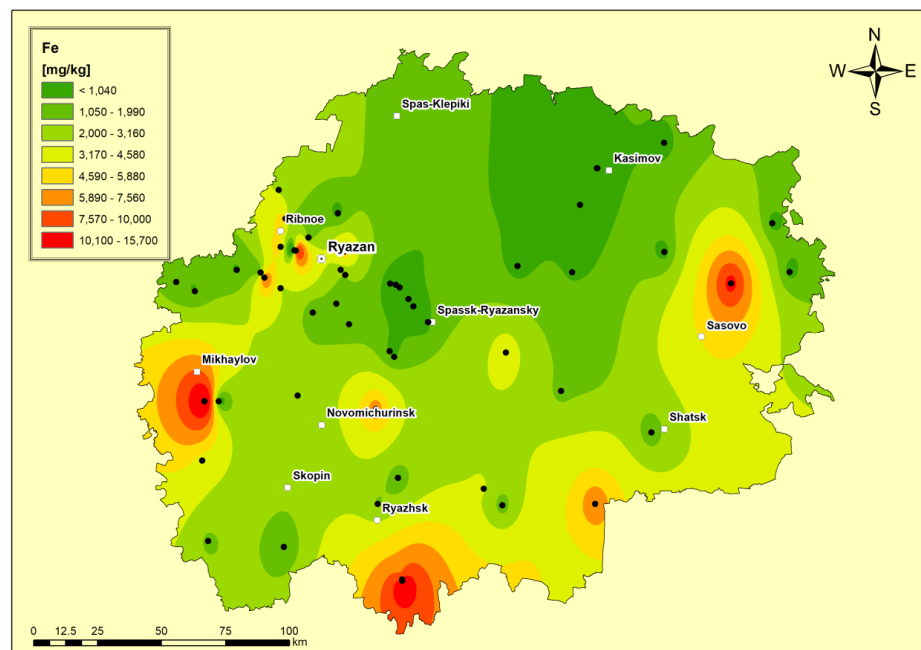 Fe
[mg/kg]
< 1,040
1,050 - 1,990
2,000 - 3,160
3,170 - 4,580
4,590 - 5,880
5,890 - 7,560
7,570 - 10,000
10,100 - 15,700
N
W E
S
Spas-Klepiki
Kasimov
Ribnoe
Ryazan
Spassk-Ryazansky
Sasovo
Mikhaylov
Novomichurinsk
Shatsk
Skopin
Ryazhsk
0 12.5 25 50 75 100
km